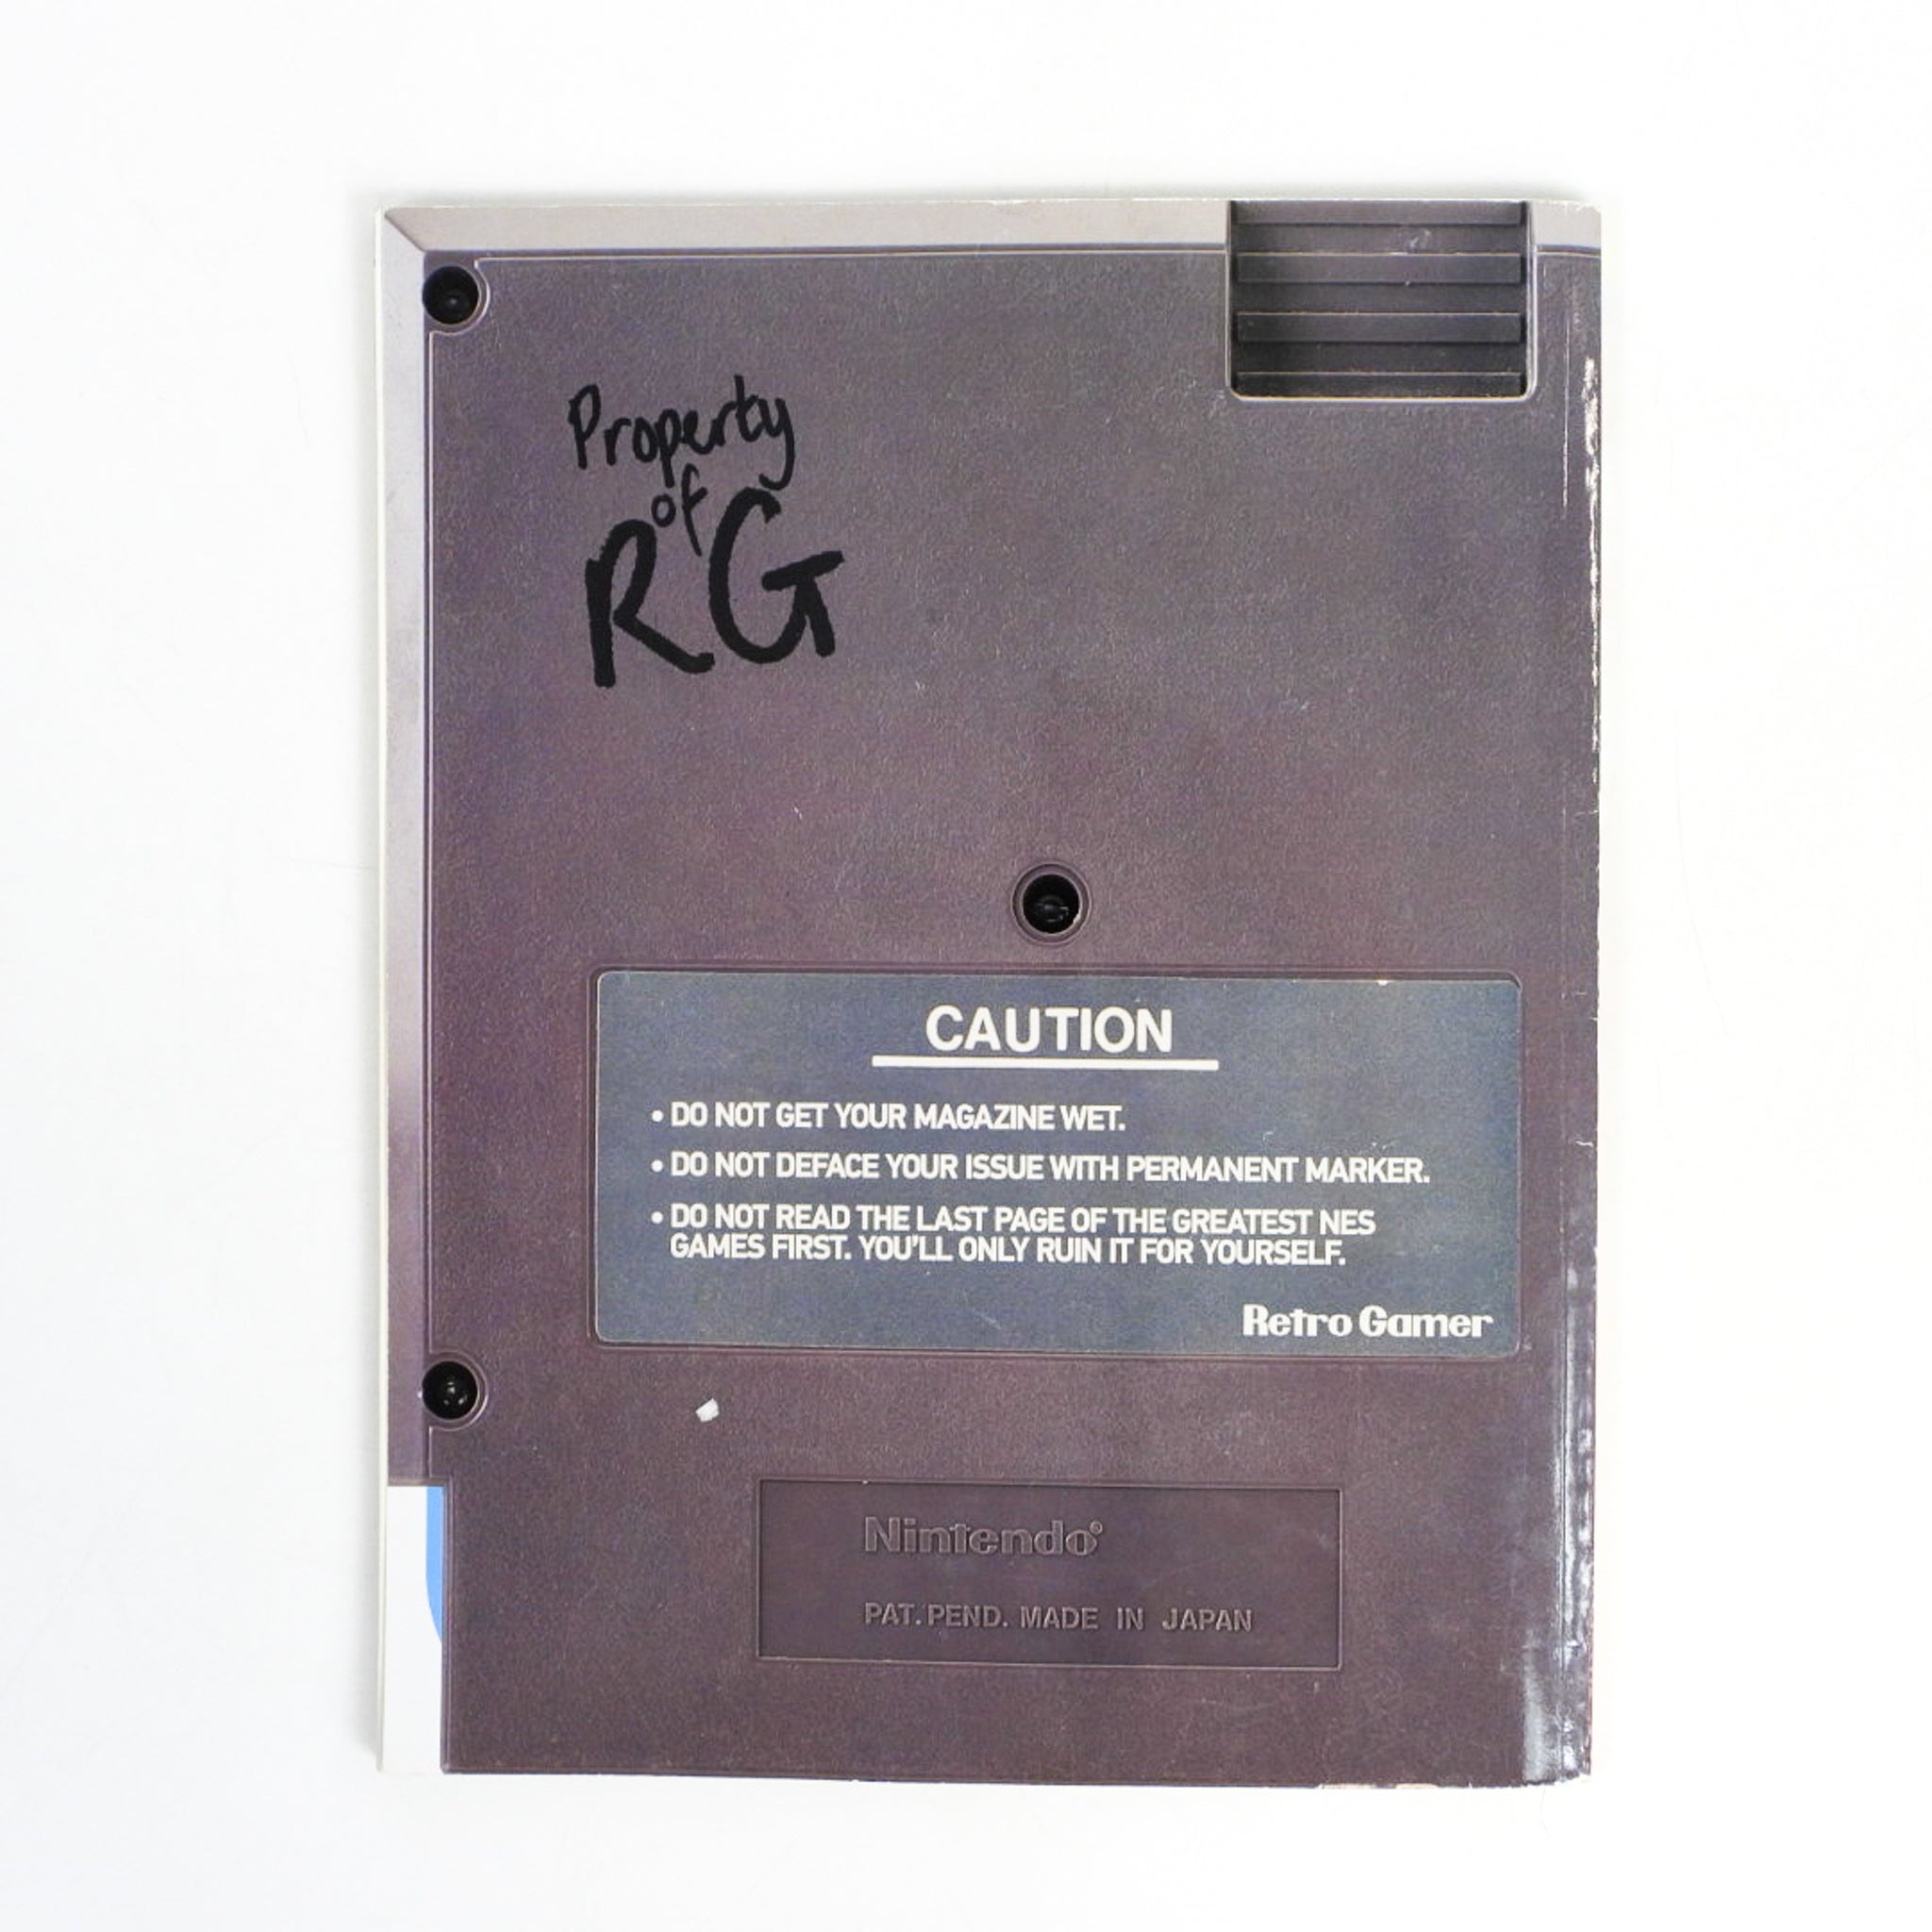 Property
of
RG
CAUTION
• DO NOT GET YOUR MAGAZINE WET.
• DO NOT DEFACE YOUR ISSUE WITH PERMANENT MARKER.
• DO NOT READ THE LAST PAGE OF THE GREATEST NES
GAMES FIRST. YOU'LL ONLY RUIN IT FOR YOURSELF.
Retro Gamer
Nintendo®
PAT. PEND. MADE IN JAPAN